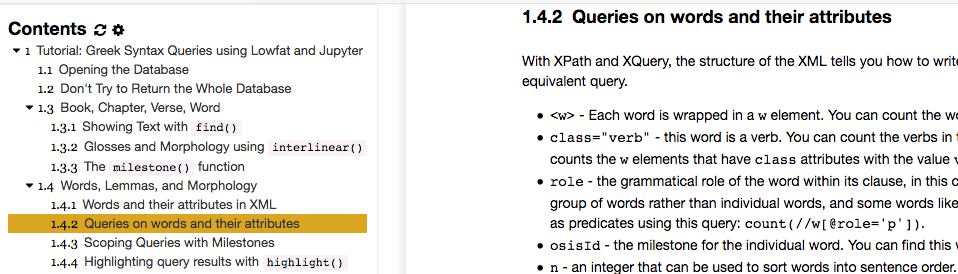 Contents
1 Tutorial: Greek Syntax Queries using Lowfat and Jupyter
1.1 Opening the Database
1.2 Don't Try to Return the Whole Database
1.3 Book, Chapter, Verse, Word
1.3.1 Showing Text with find()
1.3.2 Glosses and Morphology using interlinear()
1.3.3 The milestone() function
1.4 Words, Lemmas, and Morphology
1.4.1 Words and their attributes in XML
1.4.2 Queries on words and their attributes
1.4.3 Scoping Queries with Milestones
1.4.4 Highlighting query results with highlight()
1.4.2 Queries on words and their attributes
With XPath and XQuery, the structure of the XML tells you how to write
equivalent query.
• <w> - Each word is wrapped in a w element. You can count the
• class="verb" - this word is a verb. You can count the verbs in
counts the w elements that have class attributes with the value
• role - the grammatical role of the word within its clause, in this
group of words rather than individual words, and some words like
as predicates using this query: count(//w[@role='p']).
• osisId - the milestone for the individual word. You can find this
• n - an integer that can be used to sort words into sentence order.